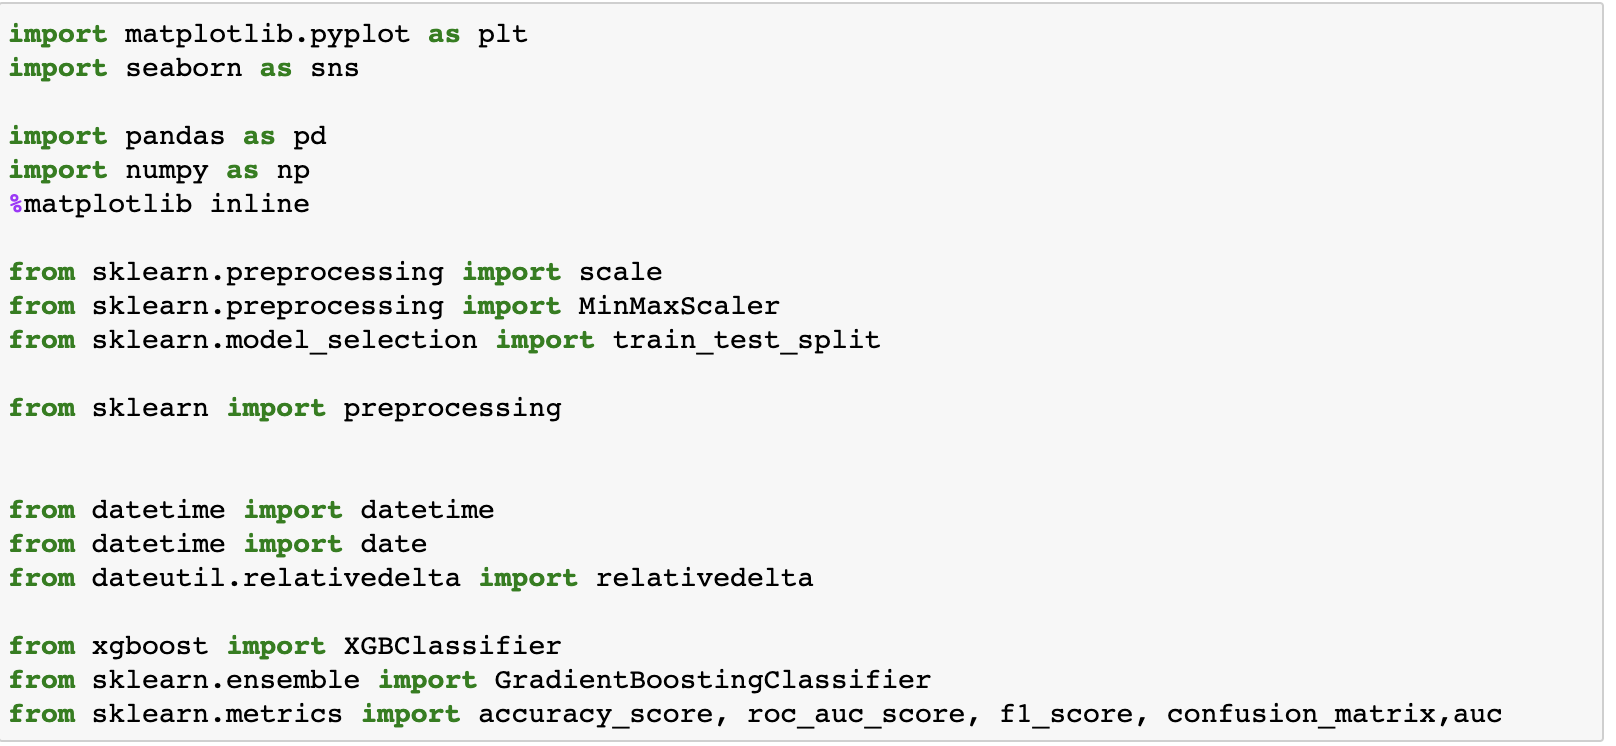 import matplotlib.pyplot as plt
import seaborn as sns
import pandas as pd
import numpy as np
%matplotlib inline
from sklearn.preprocessing import scale
from sklearn.preprocessing import MinMaxScaler
from sklearn.model_selection import train_test_split
from sklearn import preprocessing
from datetime import datetime
from datetime import date
from dateutil.relativedelta import relativedelta
from xgboost import XGBClassifier
from sklearn.ensemble import GradientBoostingClassifier
from sklearn.metrics import accuracy_score, roc_auc_score, f1_score, confusion_matrix,auc